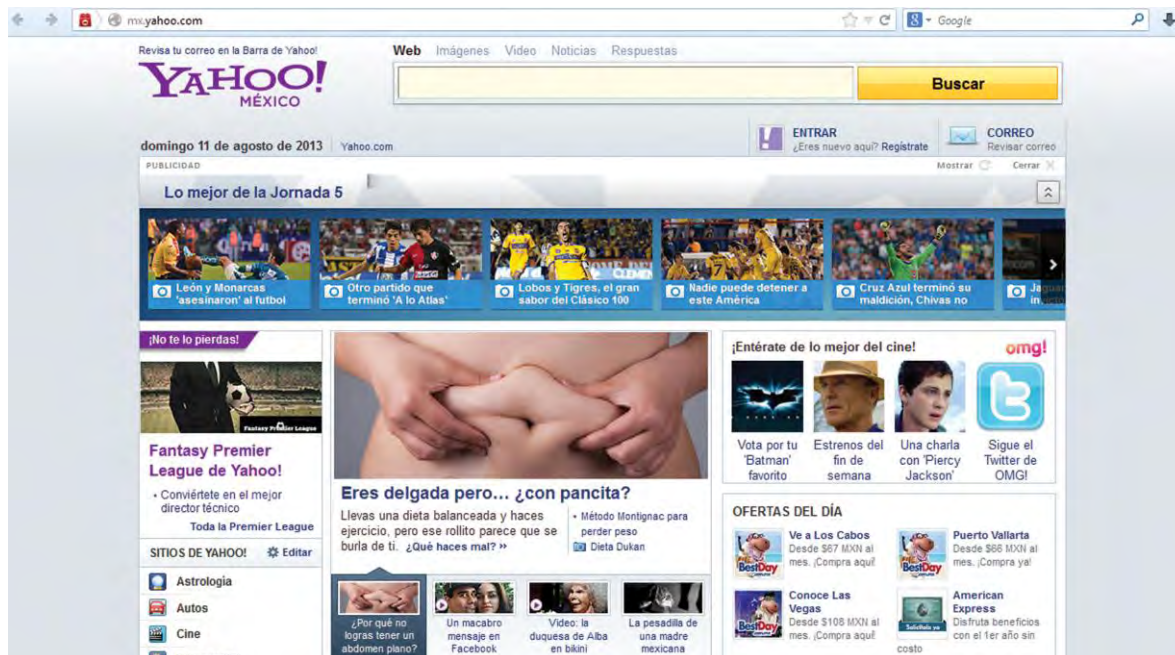 mx.yahoo.com
Google
Revisa tu correo en la Barra de Yahoo!
YAHOO!
MÉXICO
Web Imágenes Video Noticias Respuestas
Buscar
domingo 11 de agosto de 2013 Yahoo.com
ENTRAR
¿Eres nuevo aquí? Regístrate
CORREO
Revisar correo
PUBLICIDAD
Mostrar
Cerrar
Lo mejor de la Jornada 5
León y Monarcas
'asesinaron' al futbol
Otro partido que
terminó 'A lo Atlas'
Lobos y Tigres, el gran
sabor del Clásico 100
Nadie puede detener a
este América
Cruz Azul terminó su
maldición, Chivas no
¡No te lo pierdas!
Fantasy Premier League
Fantasy Premier
League de Yahoo!
• Conviértete en el mejor
director técnico
Toda la Premier League
SITIOS DE YAHOO! Editar
Astrologia
Autos
Cine
Eres delgada pero... ¿con pancita?
Llevas una dieta balanceada y haces
ejercicio, pero ese rollito parece que se
burla de ti. ¿Qué haces mal? »
• Método Montignac para
perder peso
Dieta Dukan
¿Por qué no
logras tener un
abdomen plano?
Un macabro
mensaje en
Facebook
Video: la
duquesa de Alba
en bikini
La pesadilla de
una madre
mexicana
¡Entérate de lo mejor del cine!
omg!
Vota por tu
'Batman'
favorito
Estrenos del
fin de
semana
Una charla
con 'Piercy
Jackson'
Sigue el
Twitter de
OMG!
OFERTAS DEL DÍA
BestDay
Ve a Los Cabos
Desde $67 MXN al
mes. ¡Compra aquí!
BestDay
Puerto Vallarta
Desde $66 MXN al
mes. ¡Compra ya!
BestDay
Conoce Las
Vegas
Desde $108 MXN al
mes. ¡Compra aquí!
Solicítala ya
American
Express
Disfruta beneficios
con el 1er año sin
costo